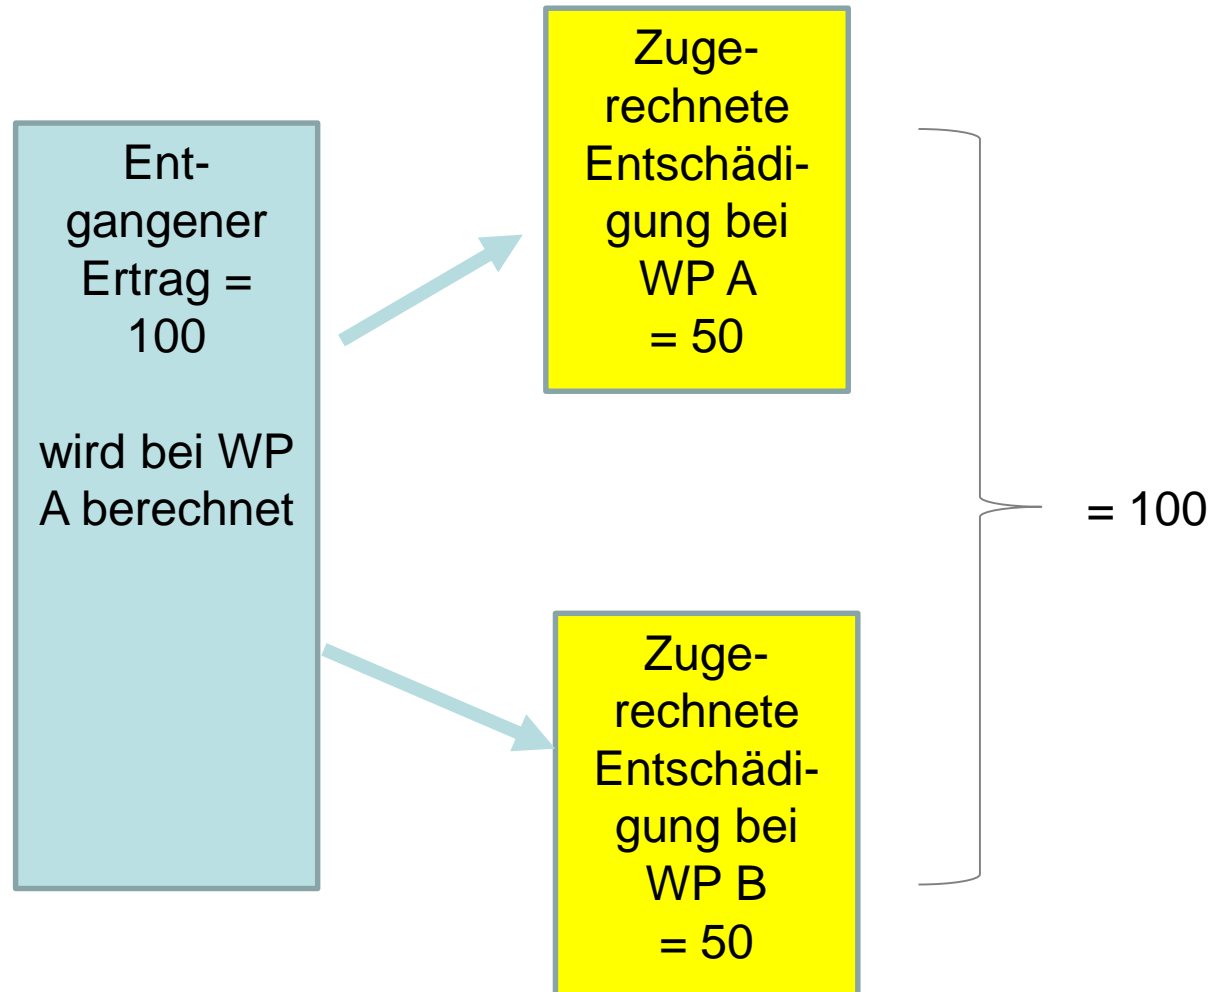 Ent-
gangener
Ertrag =
100
wird bei WP
A berechnet
Zuge-
rechnete
Entschädi-
gung bei
WP A
= 50
Zuge-
rechnete
Entschädi-
gung bei
WP B
= 50
= 100